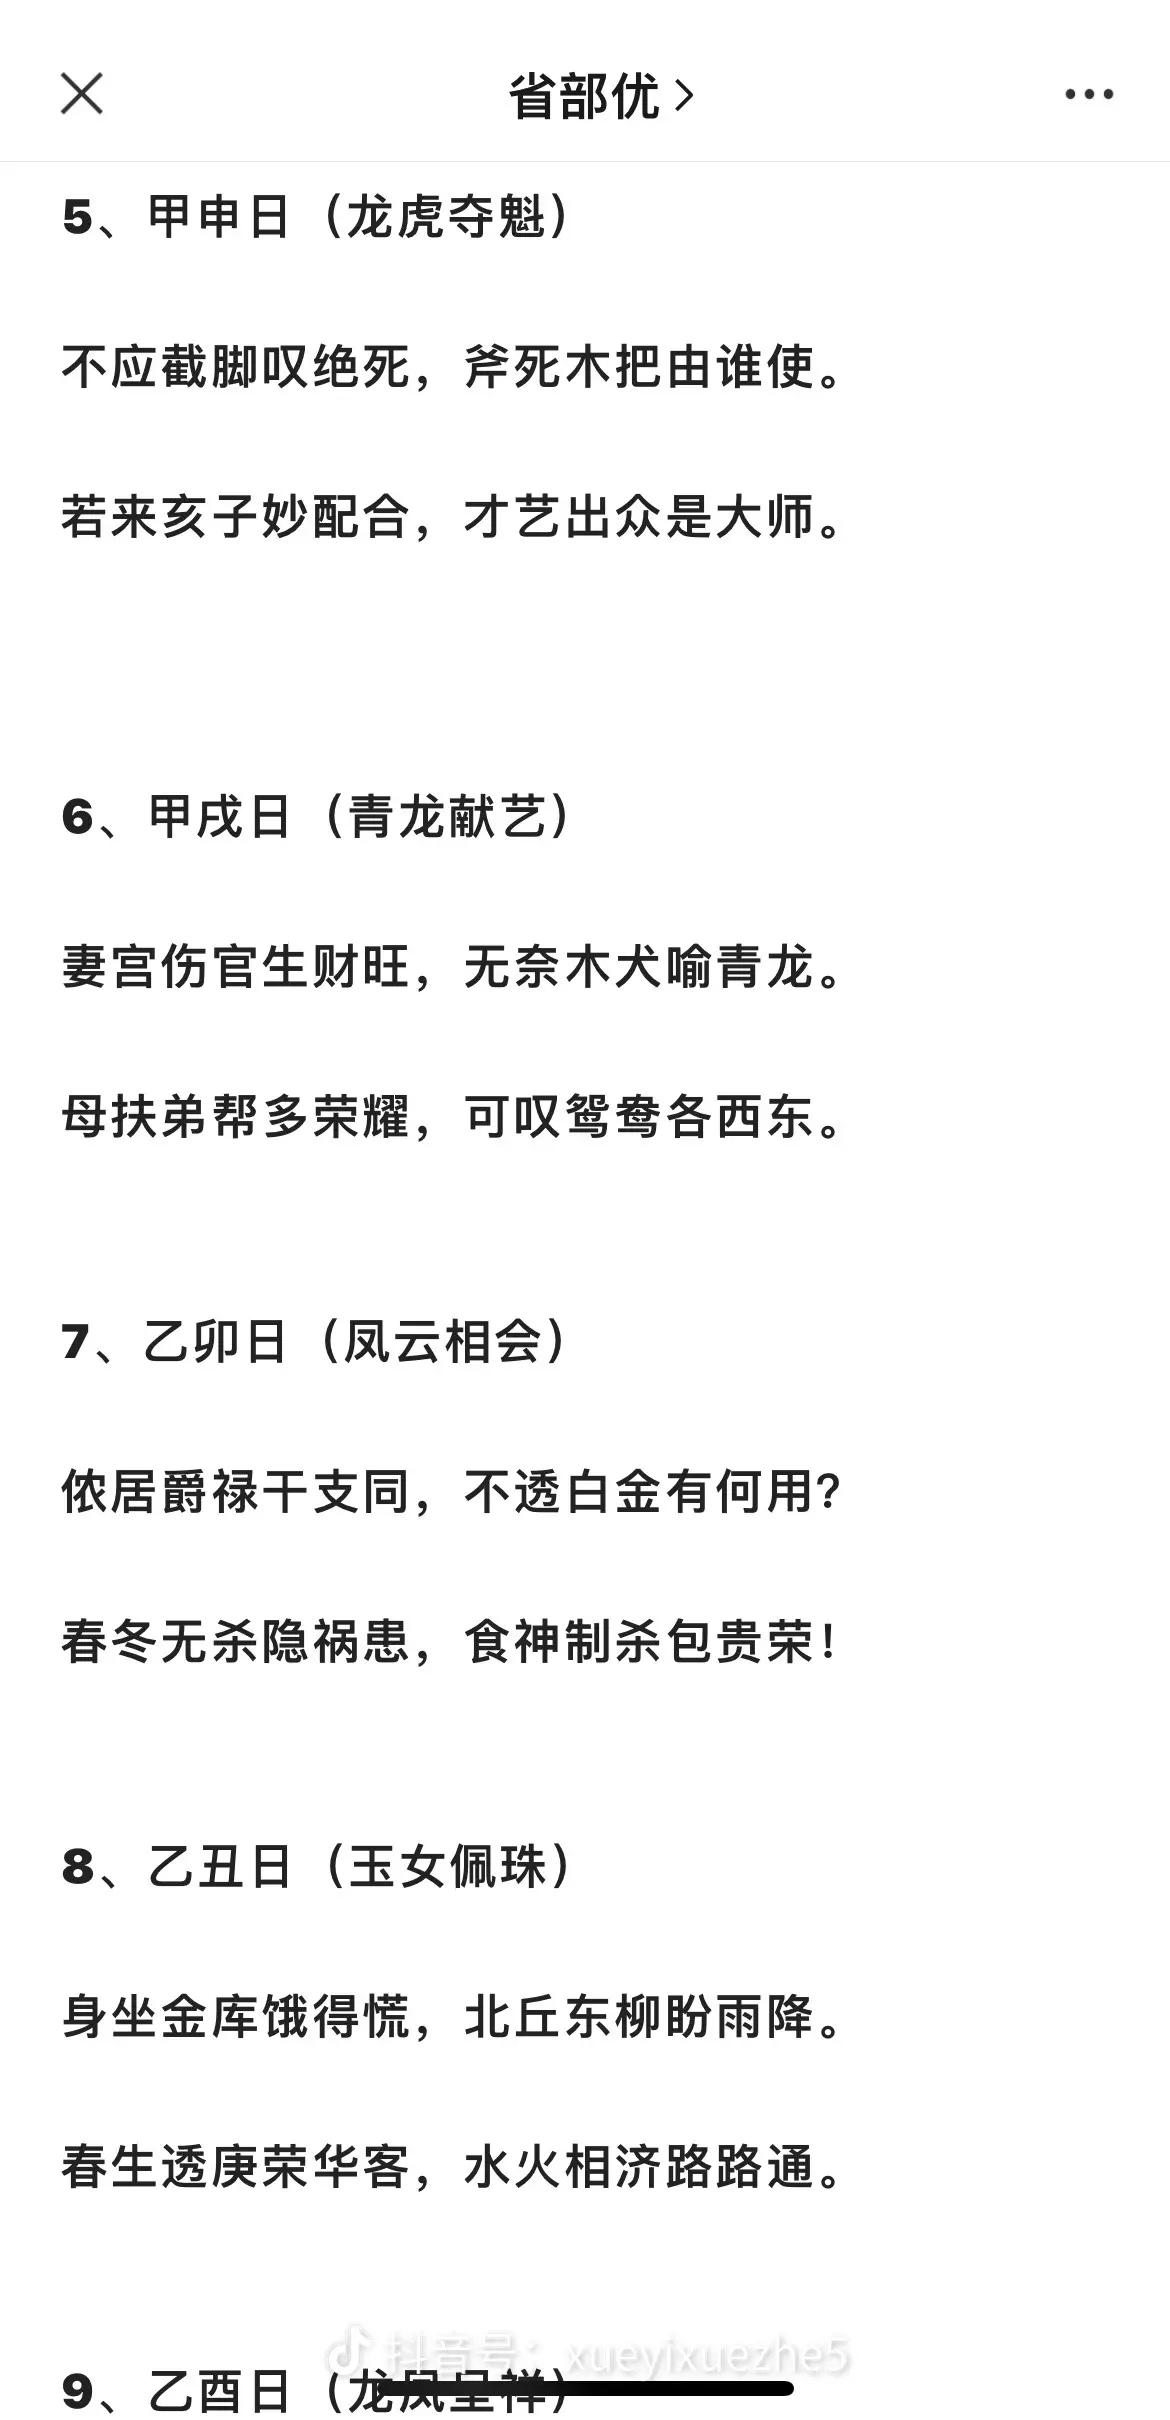 省部优
5、甲申日（龙虎夺魁）
不应截脚叹绝死，斧死木把由谁使。
若来亥子妙配合，才艺出众是大师。
6、甲戌日（青龙献艺）
妻宫伤官生财旺，无奈木犬喻青龙。
母扶弟帮多荣耀，可叹鸳鸯各西东。
7、乙卯日（凤云相会）
侬居爵禄干支同，不透白金有何用?
春冬无杀隐祸患，食神制杀包贵荣！
8、乙丑日（玉女佩珠）
身坐金库饿得慌，北丘东柳盼雨降。
春生透庚荣华客，水火相济路路通。
抖音号：xueyixuezhe5
9、乙酉日（龙凤呈祥）